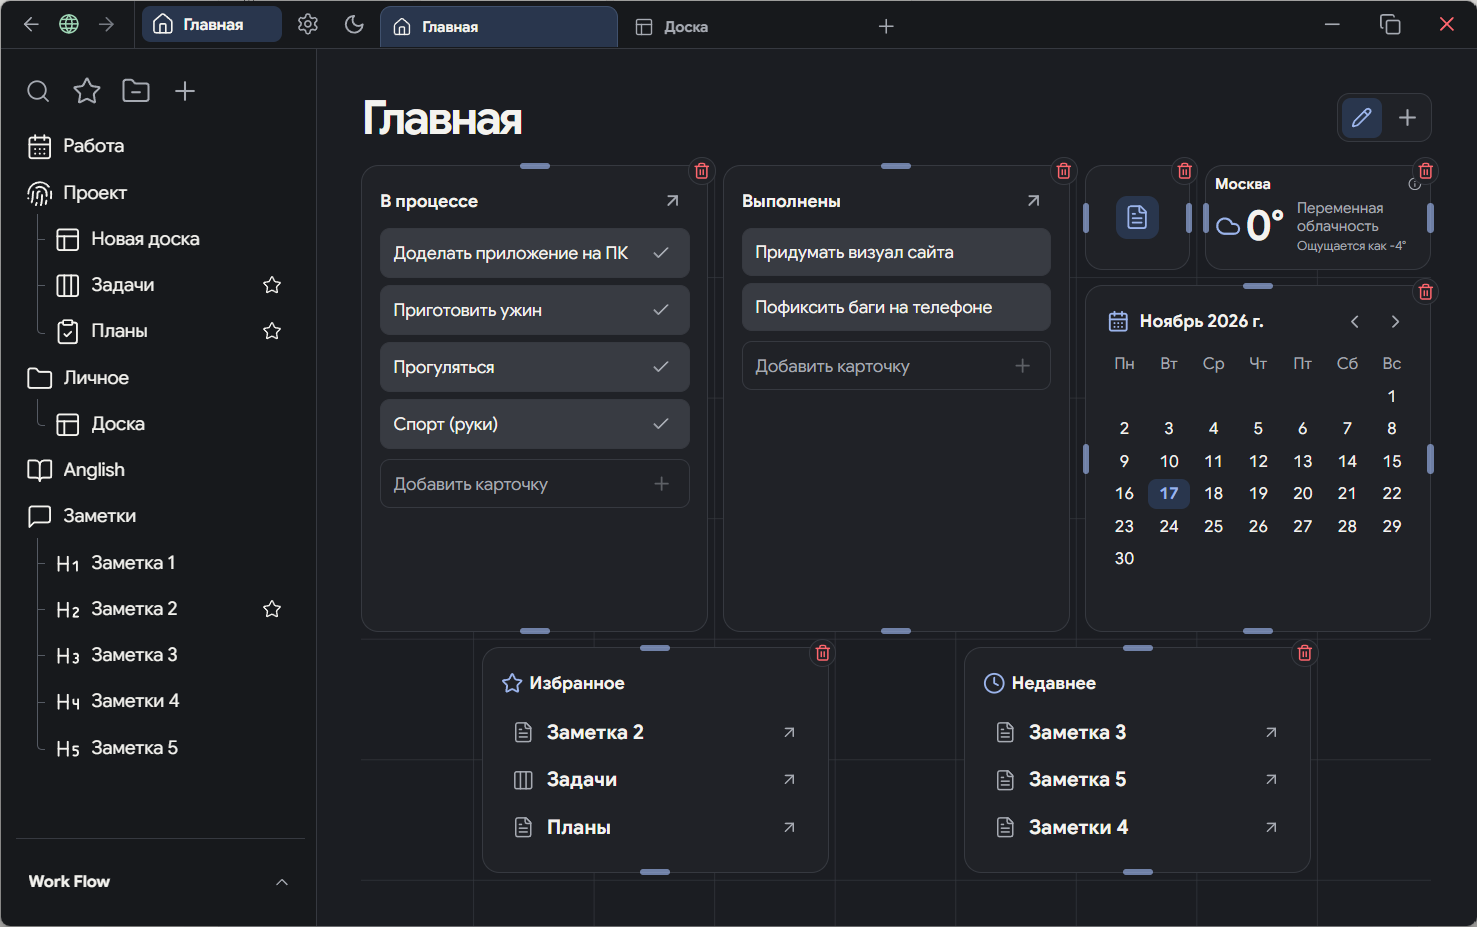 Главная
Главная
Доска
Работа
Проект
Новая доска
Задачи
Планы
Личное
Доска
Anglish
Заметки
H1 Заметка 1
H2 Заметка 2
H3 Заметка 3
H4 Заметки 4
H5 Заметка 5
Work Flow
Главная
В процессе
Доделать приложение на ПК
Приготовить ужин
Прогуляться
Спорт (руки)
Добавить карточку
Выполнены
Придумать визуал сайта
Пофиксить баги на телефоне
Добавить карточку
Москва
0°
Переменная
облачность
Ощущается как -4°
Ноябрь 2026 г.
Пн Вт Ср Чт Пт Сб Вс
1
2 3 4 5 6 7 8
9 10 11 12 13 14 15
16 17 18 19 20 21 22
23 24 25 26 27 28 29
30
Избранное
Заметка 2
Задачи
Планы
Недавнее
Заметка 3
Заметка 5
Заметки 4